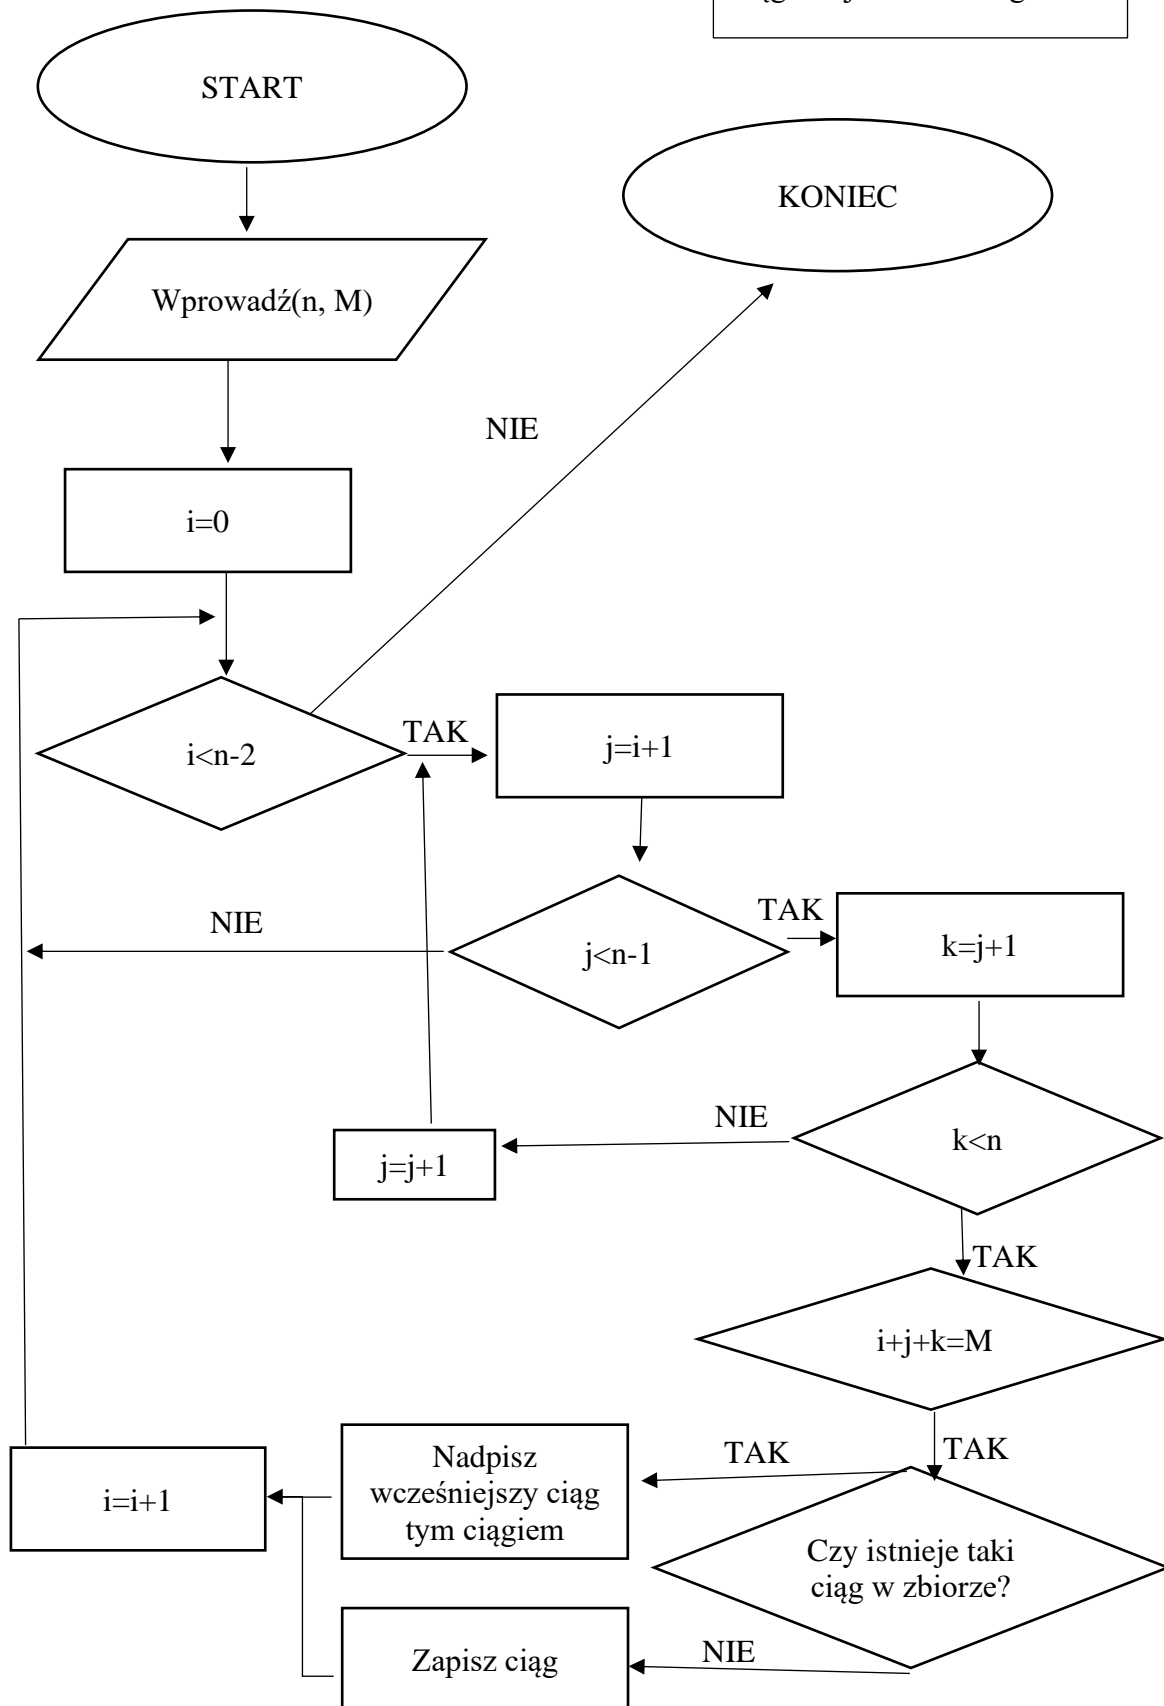 START
KONIEC
Wprowadź(n, M)
NIE
i=0
TAK
i<n-2
j=i+1
NIE
TAK
j<n-1
k=j+1
NIE
k<n
j=j+1
TAK
i+j+k=M
TAK
TAK
Nadpisz
wcześniejszy ciąg
tym ciągiem
i=i+1
Czy istnieje taki
ciąg w zbiorze?
NIE
Zapisz ciąg